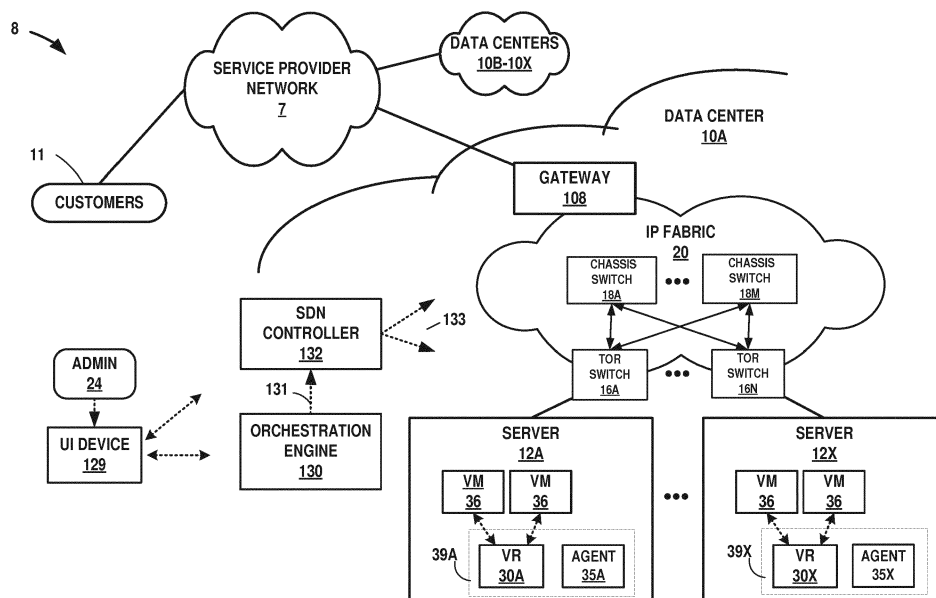 8
SERVICE PROVIDER
NETWORK
7
DATA CENTERS
10B-10X
DATA CENTER
10A
11
CUSTOMERS
GATEWAY
108
IP FABRIC
20
CHASSIS
SWITCH
18A
CHASSIS
SWITCH
18M
SDN
CONTROLLER
132
133
TOR
SWITCH
16A
TOR
SWITCH
16N
ADMIN
24
131
UI DEVICE
129
ORCHESTRATION
ENGINE
130
SERVER
12A
VM
36
VM
36
39A
VR
30A
AGENT
35A
SERVER
12X
VM
36
VM
36
39X
VR
30X
AGENT
35X